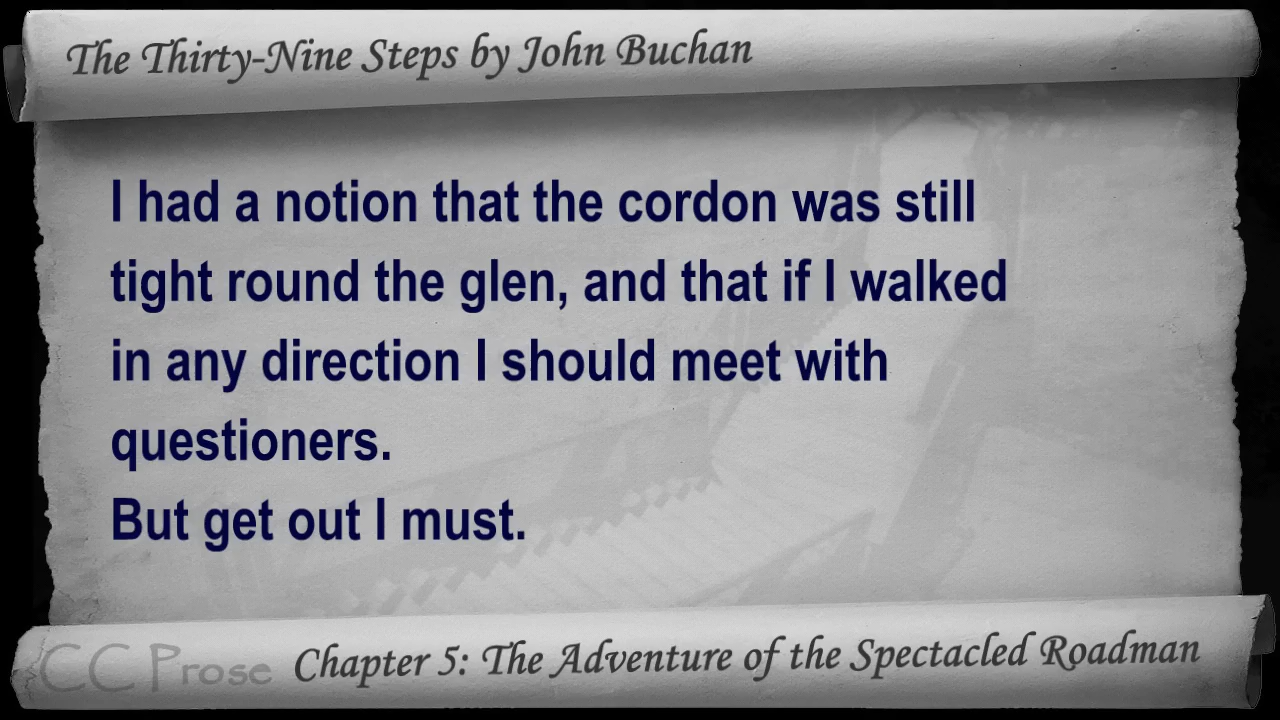 The Thirty-Nine Steps by John Buchan
I had a notion that the cordon was still
tight round the glen, and that if I walked
in any direction I should meet with
questioners.
But get out I must.
CC Prose Chapter 5: The Adventure of the Spectacled Roadman